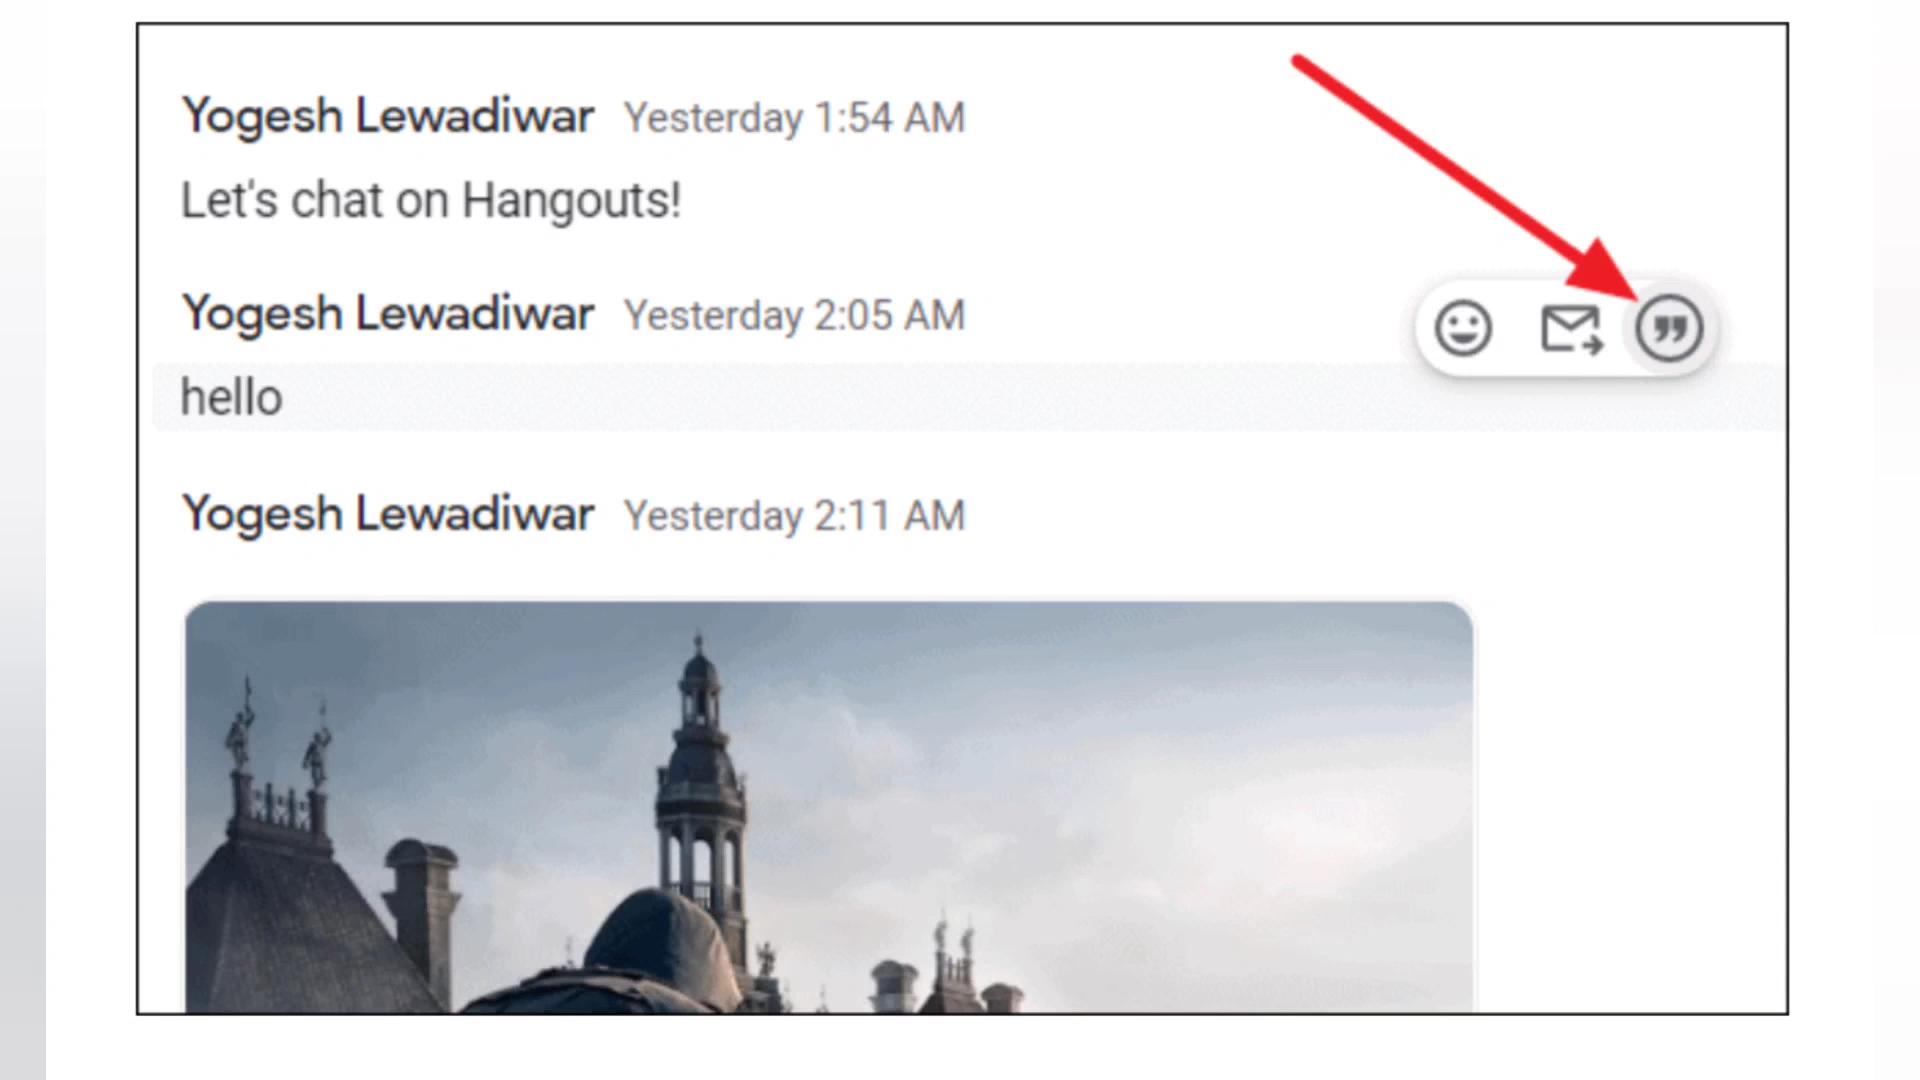 Yogesh Lewadiwar Yesterday 1:54 AM
Let's chat on Hangouts!
Yogesh Lewadiwar Yesterday 2:05 AM
hello
Yogesh Lewadiwar Yesterday 2:11 AM